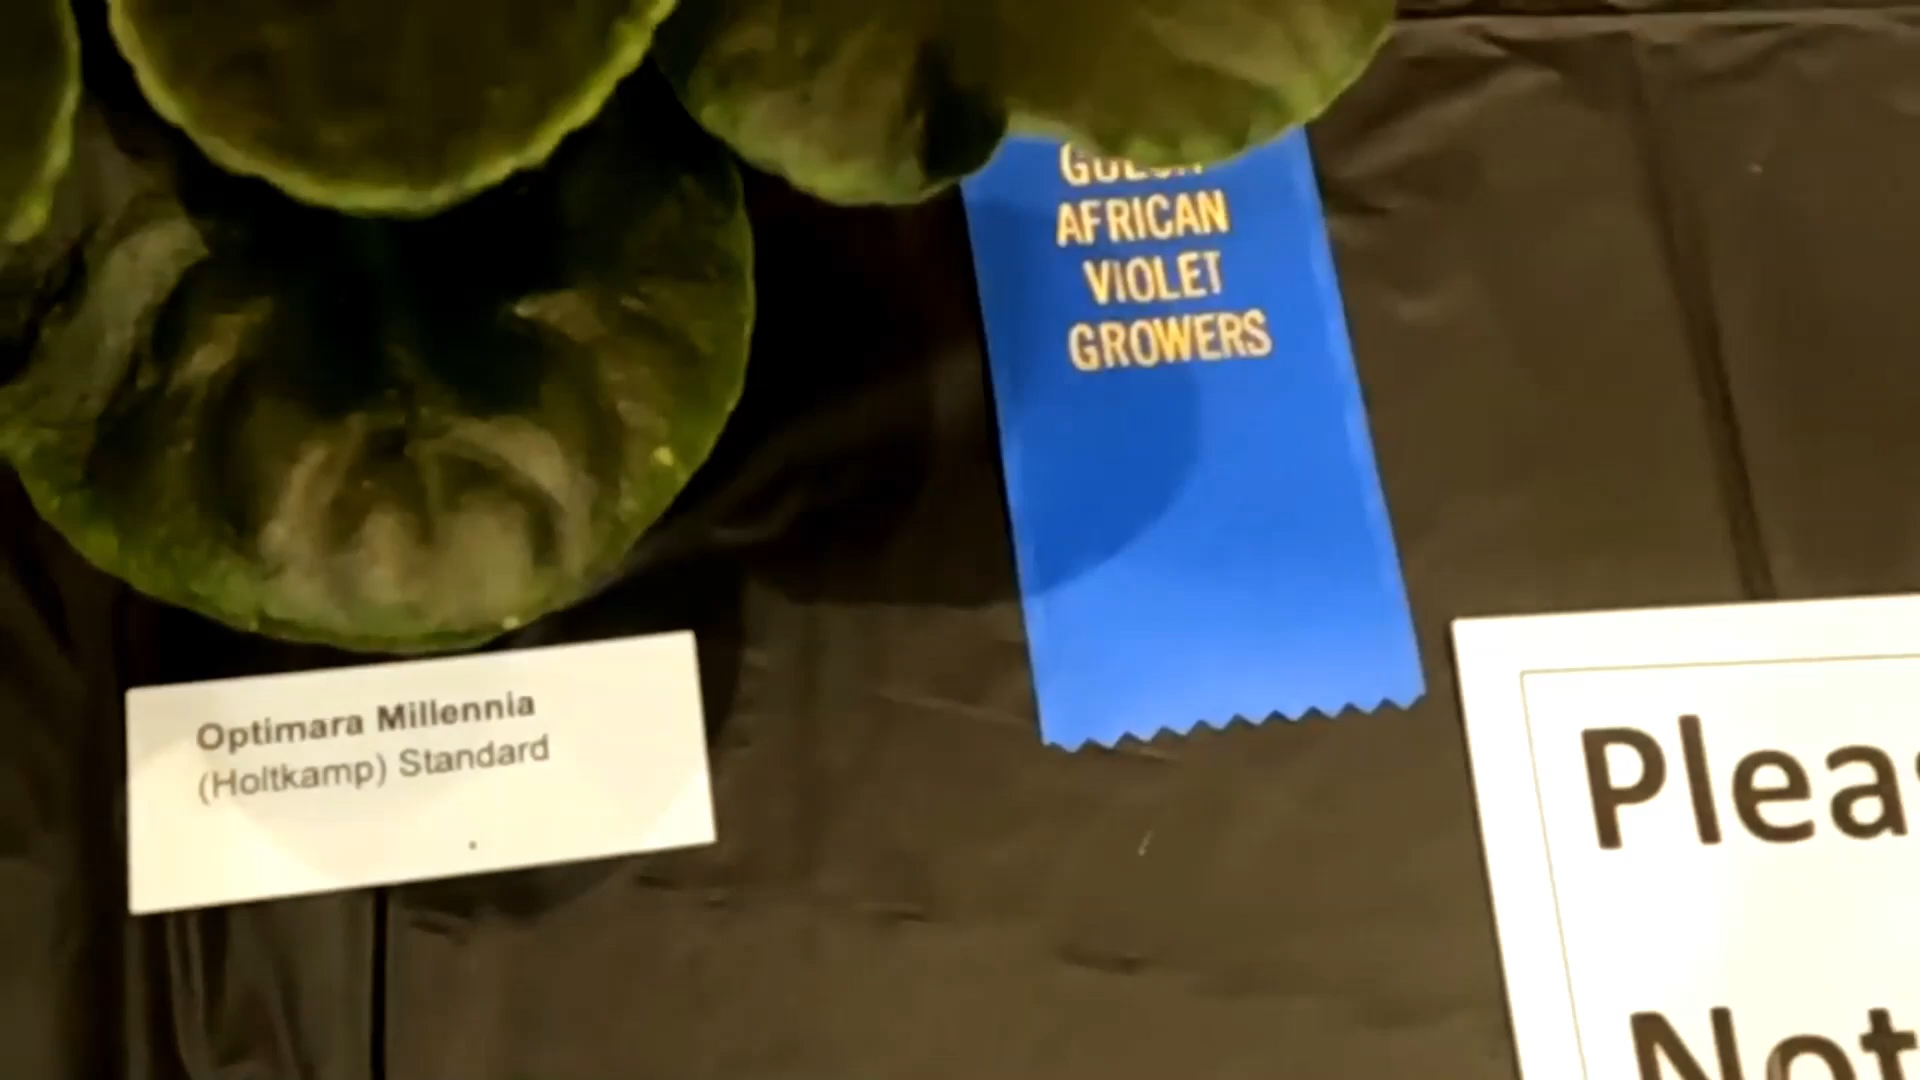 AFRICAN
VIOLET
GROWERS
Optimara Millennia
(Holtkamp) Standard